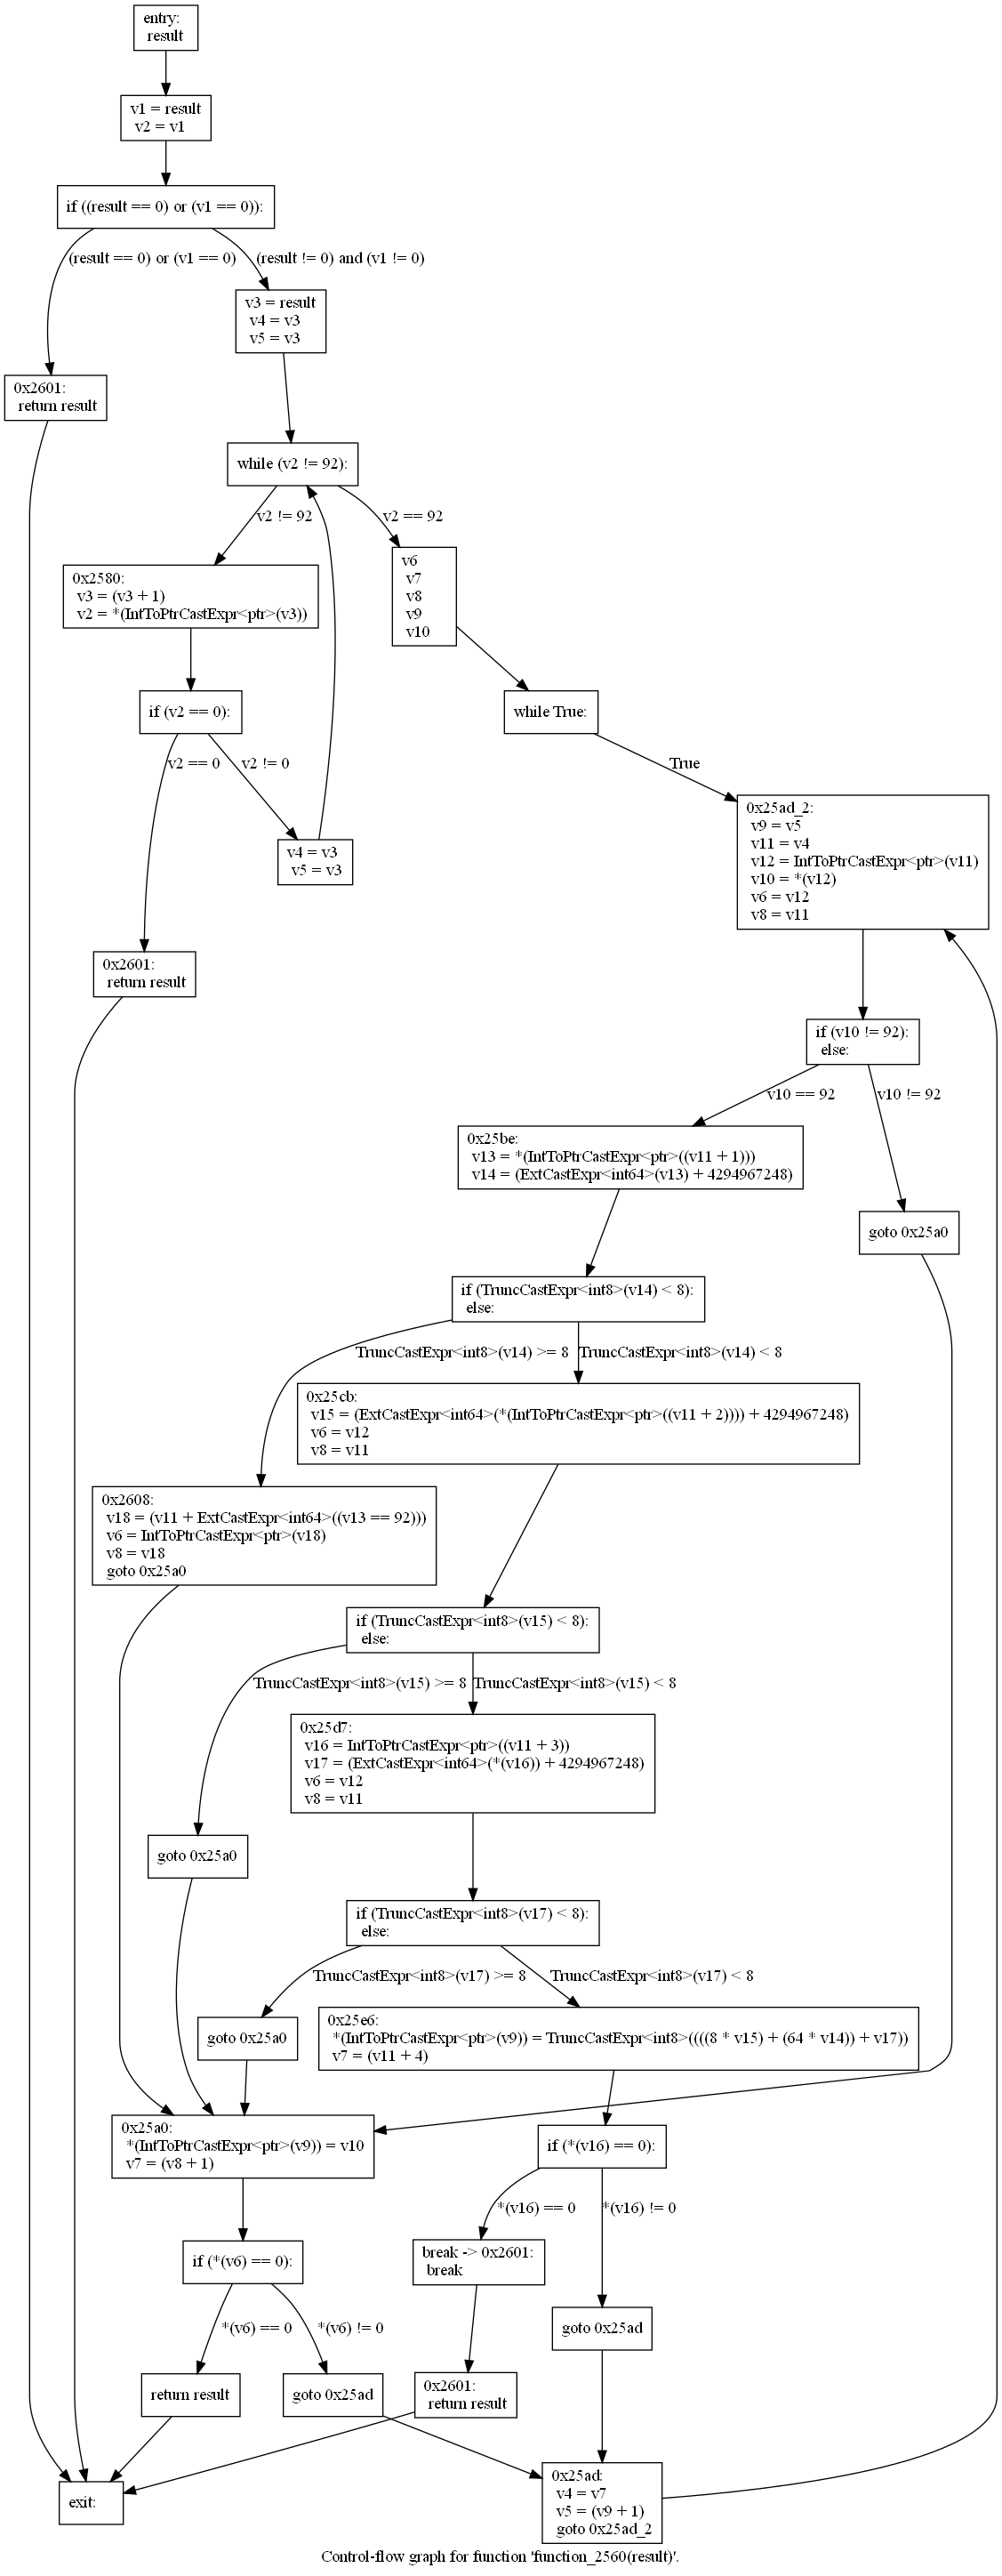 entry:
result
v1 = result
v2 = v1
if ((result == 0) or (v1 == 0)):
(result == 0) or (v1 == 0)
(result != 0) and (v1 != 0)
v3 = result
v4 = v3
v5 = v3
0x2601:
return result
while (v2 != 92):
v2 != 92
v2 == 92
v6
v7
v8
v9
v10
0x2580:
v3 = (v3 + 1)
v2 = *(IntToPtrCastExpr<ptr>(v3))
if (v2 == 0):
while True:
v2 == 0
v2 != 0
True
0x25ad_2:
v9 = v5
v11 = v4
v12 = IntToPtrCastExpr<ptr>(v11)
v10 = *(v12)
v6 = v12
v8 = v11
v4 = v3
v5 = v3
0x2601:
return result
if (v10 != 92):
else:
v10 == 92
v10 != 92
0x25be:
v13 = *(IntToPtrCastExpr<ptr>((v11 + 1)))
v14 = (ExtCastExpr<int64>(v13) + 4294967248)
goto 0x25a0
if (TruncCastExpr<int8>(v14) < 8):
else:
TruncCastExpr<int8>(v14) >= 8
TruncCastExpr<int8>(v14) < 8
0x25cb:
v15 = (ExtCastExpr<int64>(*(IntToPtrCastExpr<ptr>((v11 + 2)))) + 4294967248)
v6 = v12
v8 = v11
0x2608:
v18 = (v11 + ExtCastExpr<int64>((v13 == 92)))
v6 = IntToPtrCastExpr<ptr>(v18)
v8 = v18
goto 0x25a0
if (TruncCastExpr<int8>(v15) < 8):
else:
TruncCastExpr<int8>(v15) >= 8
TruncCastExpr<int8>(v15) < 8
0x25d7:
v16 = IntToPtrCastExpr<ptr>((v11 + 3))
v17 = (ExtCastExpr<int64>(*(v16)) + 4294967248)
v6 = v12
v8 = v11
goto 0x25a0
if (TruncCastExpr<int8>(v17) < 8):
else:
TruncCastExpr<int8>(v17) >= 8
TruncCastExpr<int8>(v17) < 8
goto 0x25a0
0x25e6:
*(IntToPtrCastExpr<ptr>(v9)) = TruncCastExpr<int8>((((8 * v15) + (64 * v14)) + v17))
v7 = (v11 + 4)
0x25a0:
*(IntToPtrCastExpr<ptr>(v9)) = v10
v7 = (v8 + 1)
if (*(v16) == 0):
*(v16) == 0
*(v16) != 0
if (*(v6) == 0):
break -> 0x2601:
break
*(v6) == 0
*(v6) != 0
goto 0x25ad
return result
goto 0x25ad
0x2601:
return result
exit:
0x25ad:
v4 = v7
v5 = (v9 + 1)
goto 0x25ad_2
Control-flow graph for function 'function_2560(result)'.